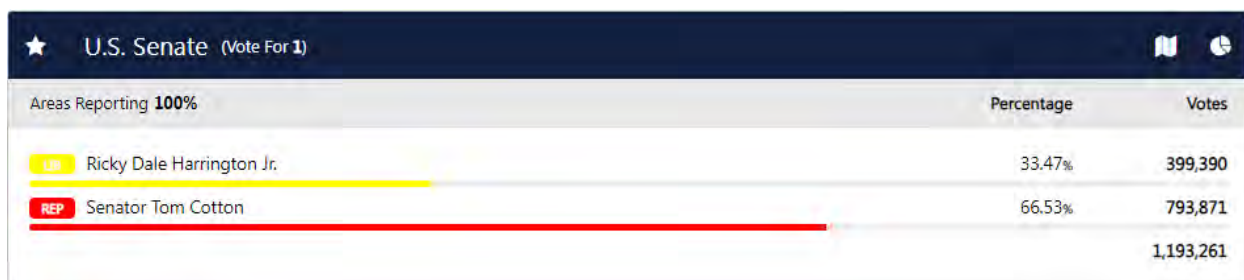 U.S. Senate (Vote For 1)
Areas Reporting 100% Percentage Votes
Ricky Dale Harrington Jr. 33.47% 399,390
REP Senator Tom Cotton 66.53% 793,871
1,193,261